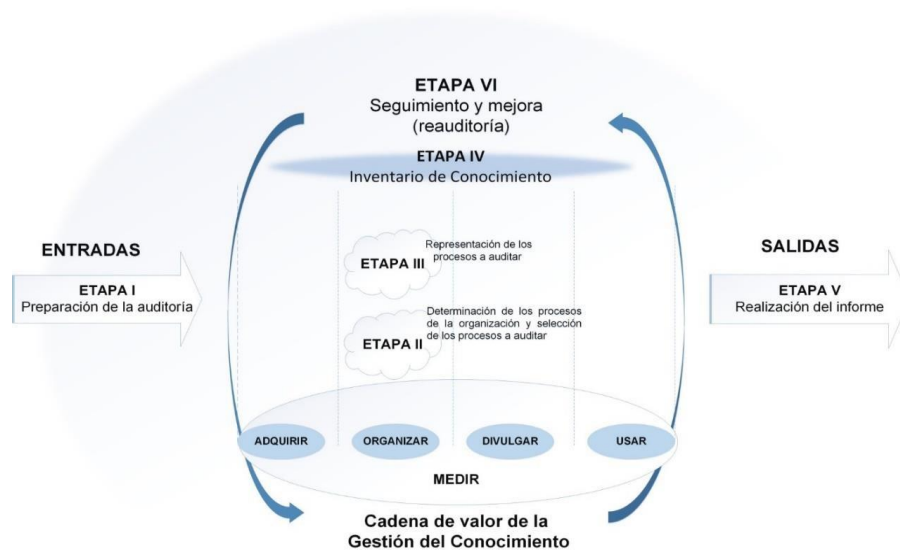 ETAPA VI
Seguimiento y mejora
(reauditoría)
ETAPA IV
Inventario de Conocimiento
ENTRADAS
ETAPA I
Preparación de la auditoría
ETAPA III
Representación de los
procesos a auditar
ETAPA II
Determinación de los procesos
de la organización y selección
de los procesos a auditar
SALIDAS
ETAPA V
Realización del informe
ADQUIRIR
ORGANIZAR
DIVULGAR
USAR
MEDIR
Cadena de valor de la
Gestión del Conocimiento